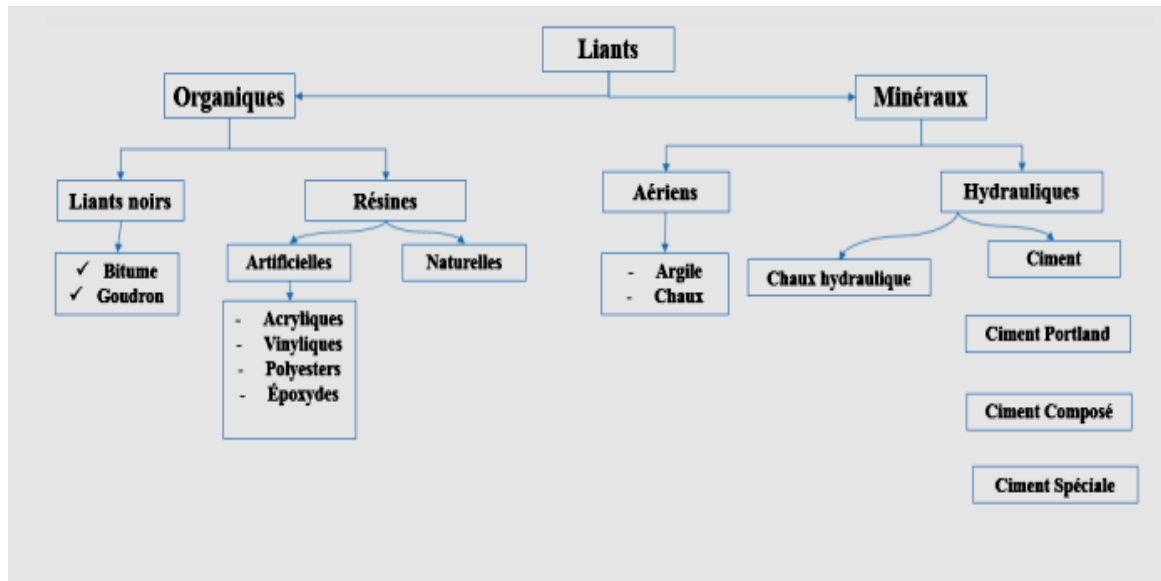 Liants
Organiques
Minéraux
Liants noirs
Résines
Aériens
Hydrauliques
✓ Bitume
✓ Goudron
Artificielles
Naturelles
- Argile
- Chaux
Chaux hydraulique
Ciment
- Acryliques
- Vinyliques
- Polyesters
- Époxydes
Ciment Portland
Ciment Composé
Ciment Spéciale